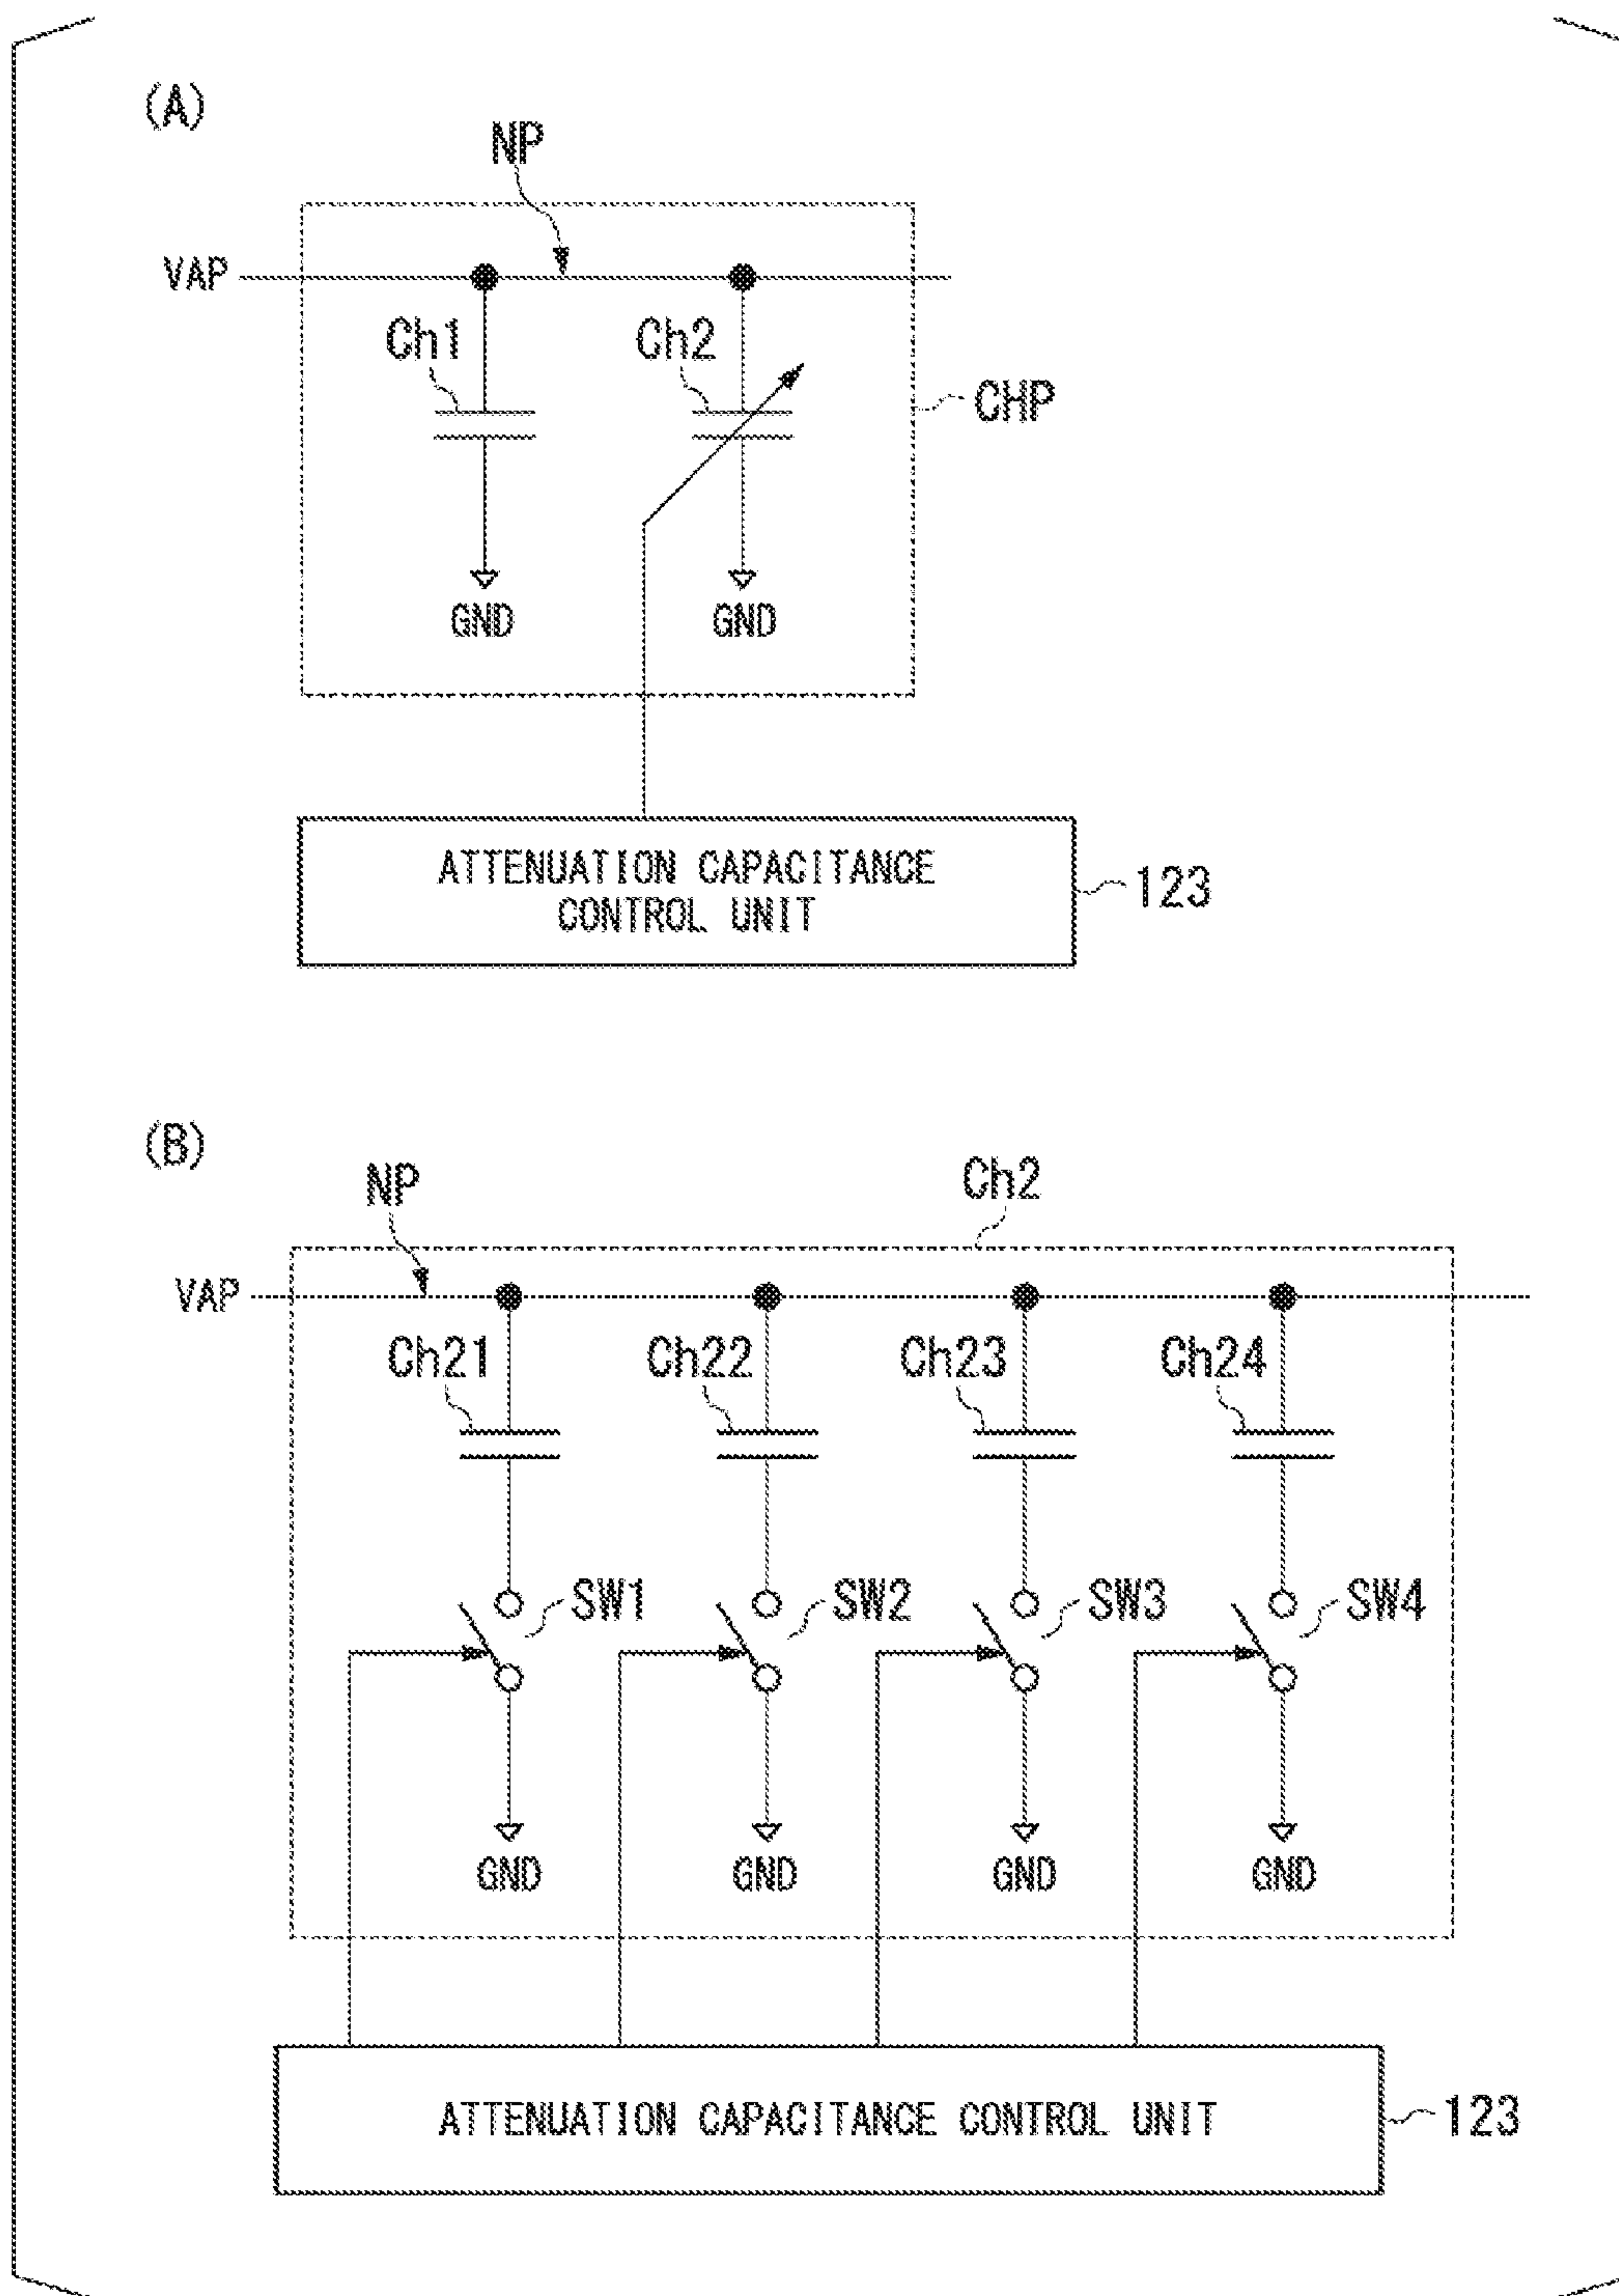 (A)
NP
VAP
Ch1
Ch2
CHP
GND
GND
ATTENUATION CAPACITANCE
CONTROL UNIT
123
(B)
NP
Ch2
VAP
Ch21
Ch22
Ch23
Ch24
SW1
SW2
SW3
SW4
GND
GND
GND
GND
ATTENUATION CAPACITANCE CONTROL UNIT
123